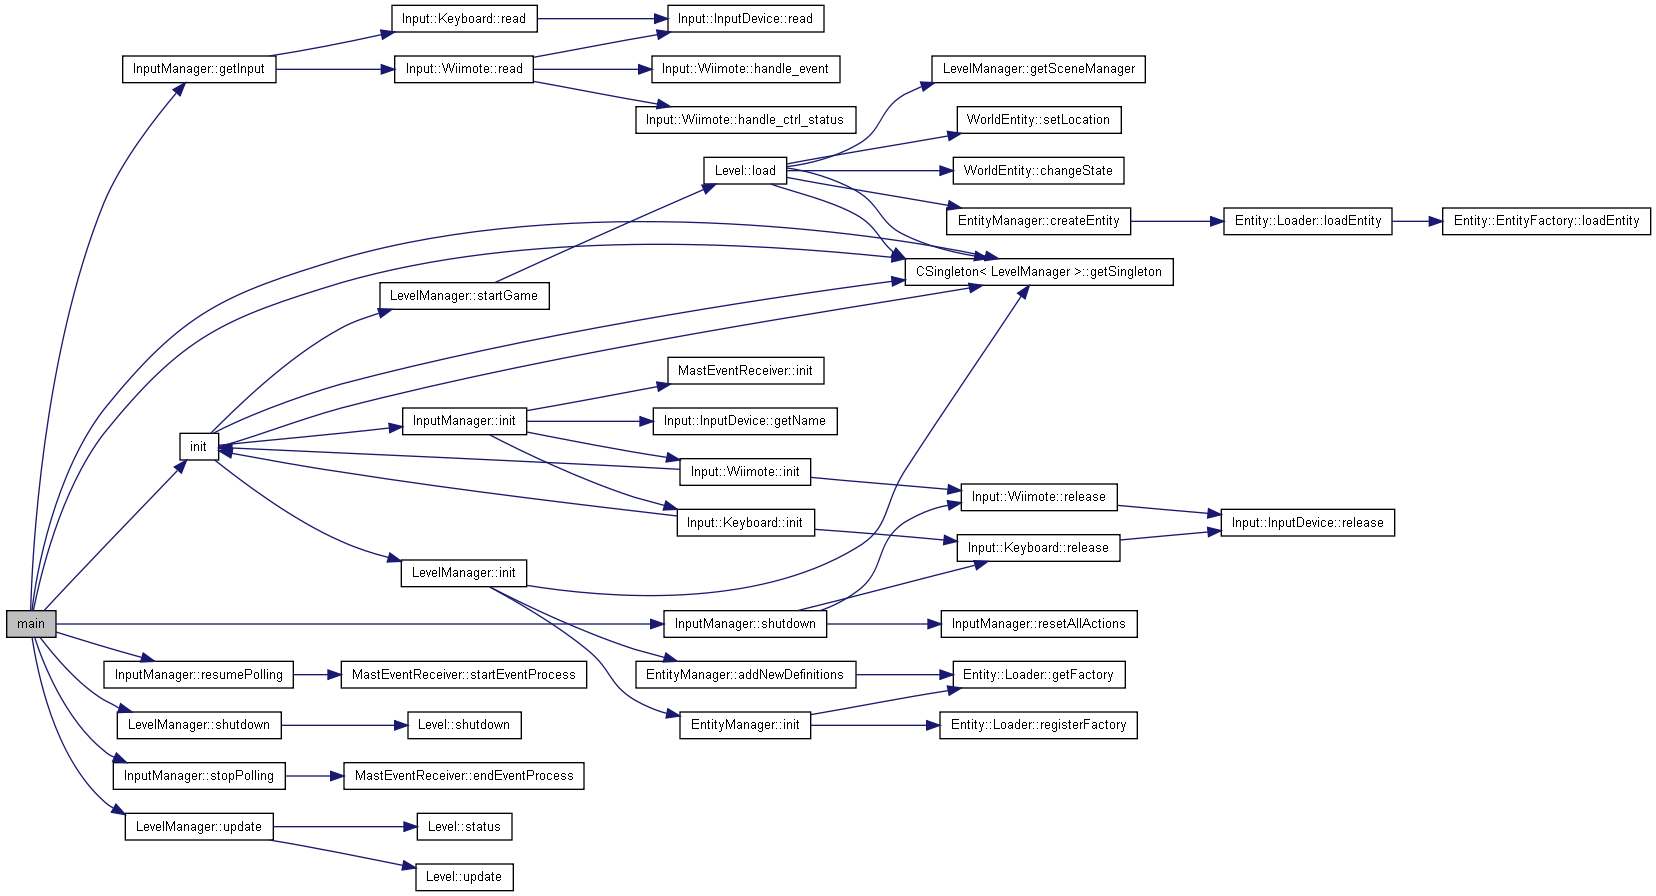 Input::Keyboard::read
Input::InputDevice::read
InputManager::getInput
Input::Wiimote::read
Input::Wiimote::handle_event
LevelManager::getSceneManager
Input::Wiimote::handle_ctrl_status
WorldEntity::setLocation
Level::load
WorldEntity::changeState
EntityManager::createEntity
Entity::Loader::loadEntity
Entity::EntityFactory::loadEntity
CSingleton< LevelManager >::getSingleton
LevelManager::startGame
MastEventReceiver::init
InputManager::init
Input::InputDevice::getName
init
Input::Wiimote::init
Input::Wiimote::release
Input::Keyboard::init
Input::InputDevice::release
Input::Keyboard::release
LevelManager::init
main
InputManager::shutdown
InputManager::resetAllActions
InputManager::resumePolling
MastEventReceiver::startEventProcess
EntityManager::addNewDefinitions
Entity::Loader::getFactory
LevelManager::shutdown
Level::shutdown
EntityManager::init
Entity::Loader::registerFactory
InputManager::stopPolling
MastEventReceiver::endEventProcess
LevelManager::update
Level::status
Level::update